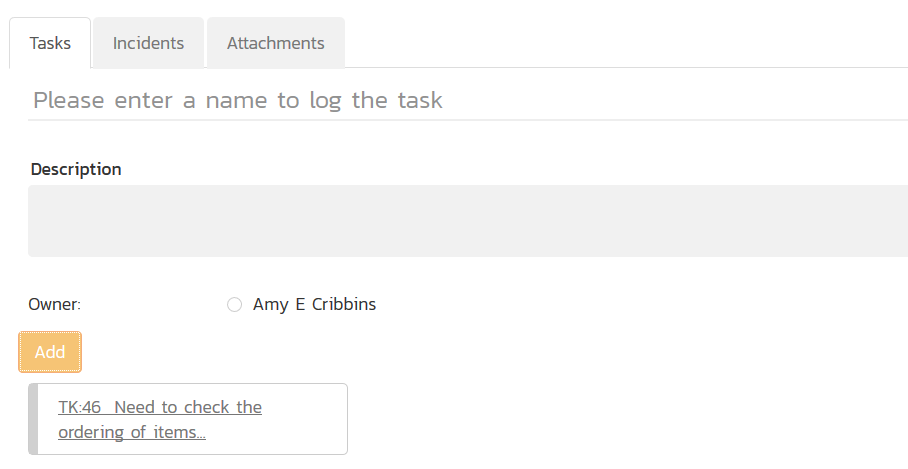 Tasks Incidents Attachments
Please enter a name to log the task
Description
Owner: Amy E Cribbins
Add
TK:46 Need to check the
ordering of items...